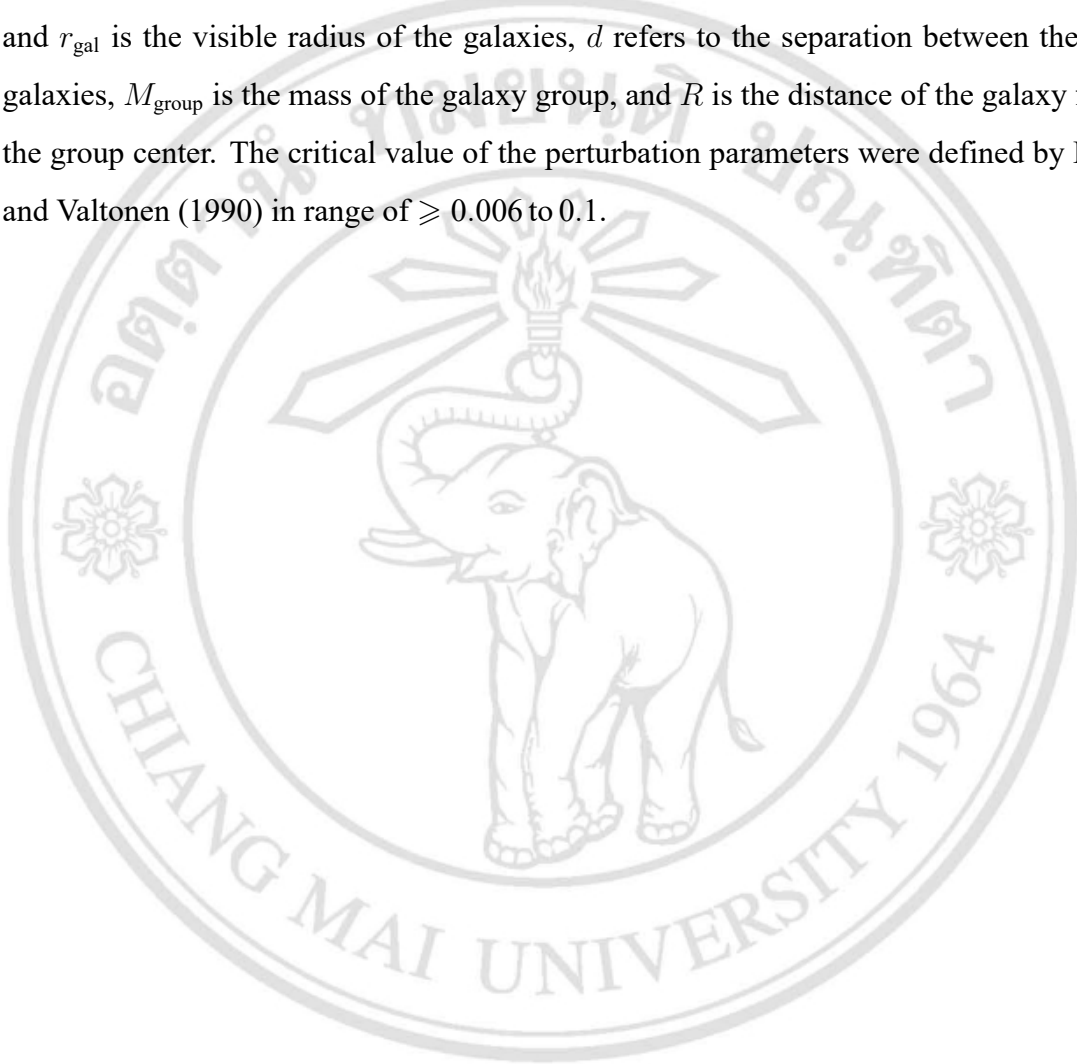 and r_gal is the visible radius of the galaxies, d refers to the separation between the
galaxies, M_group is the mass of the galaxy group, and R is the distance of the galaxy
the group center. The critical value of the perturbation parameters were defined by
and Valtonen (1990) in range of ⩾ 0.006 to 0.1.
CHIANG MAI UNIVERSITY 1964